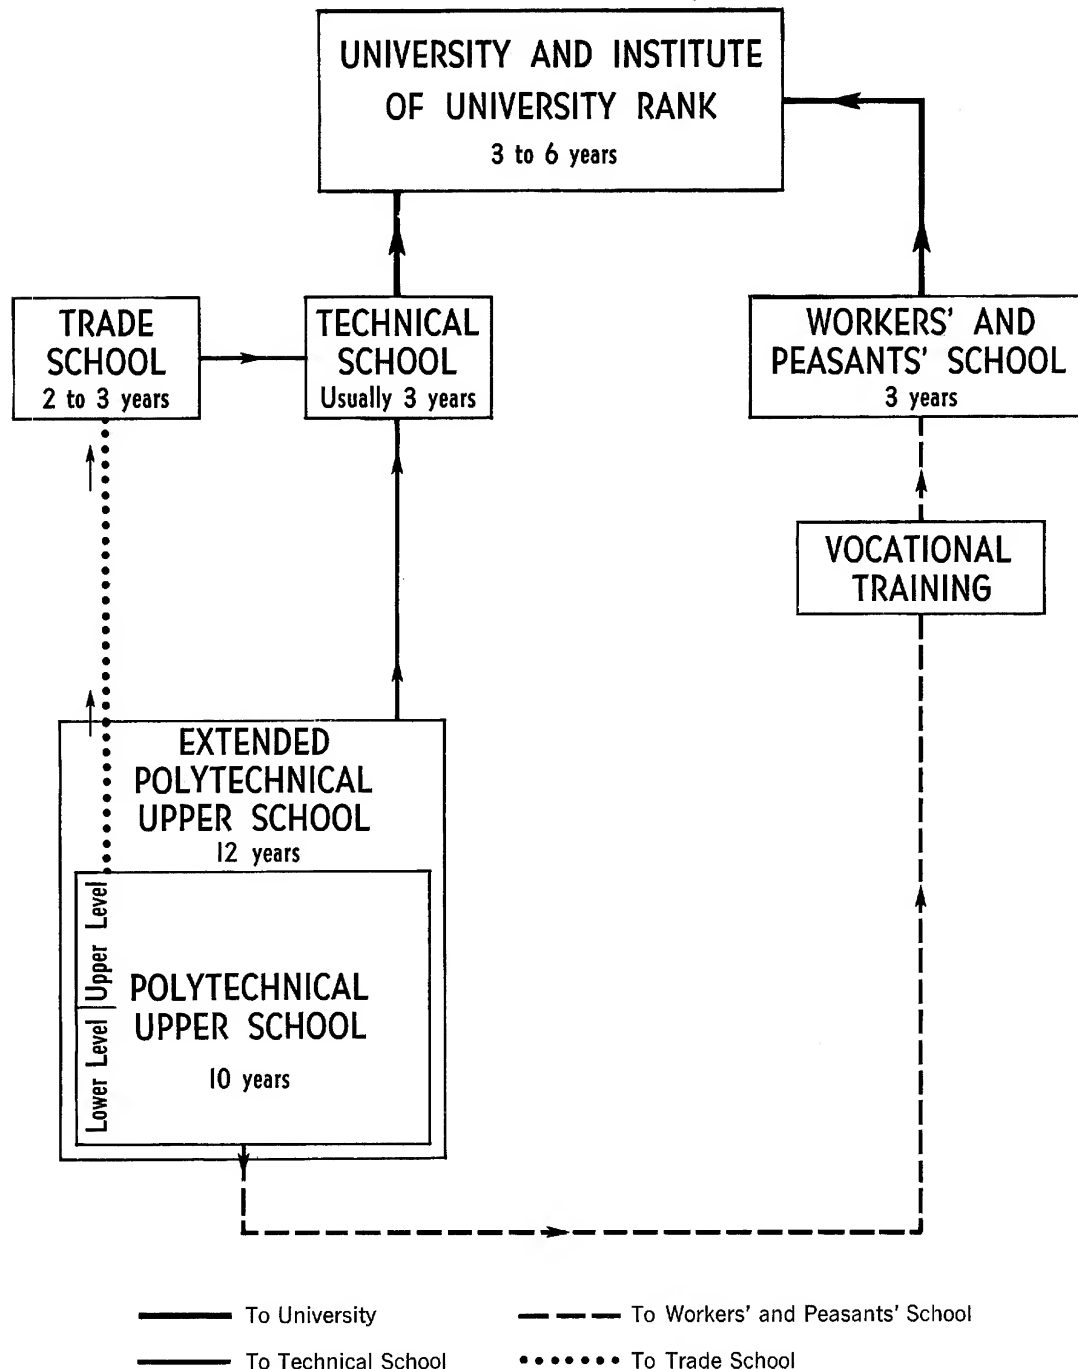 UNIVERSITY AND INSTITUTE
OF UNIVERSITY RANK
3 to 6 years
TRADE
SCHOOL
2 to 3 years
TECHNICAL
SCHOOL
Usually 3 years
WORKERS' AND
PEASANTS' SCHOOL
3 years
VOCATIONAL
TRAINING
EXTENDED
POLYTECHNICAL
UPPER SCHOOL
12 years
Upper Level
Lower Level
POLYTECHNICAL
UPPER SCHOOL
10 years
To University
To Workers' and Peasants' School
To Technical School
To Trade School